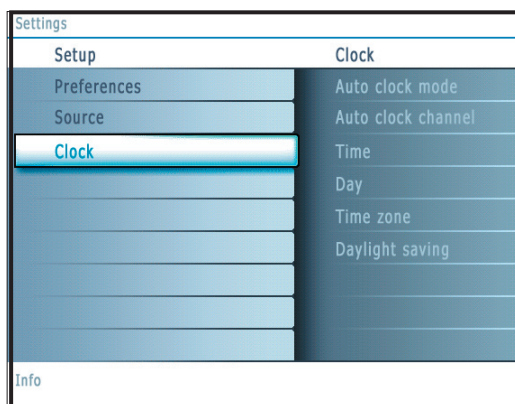 Settings
Setup
Preferences
Source
Clock
Clock
Auto clock mode
Auto clock channel
Time
Day
Time zone
Daylight saving
Info